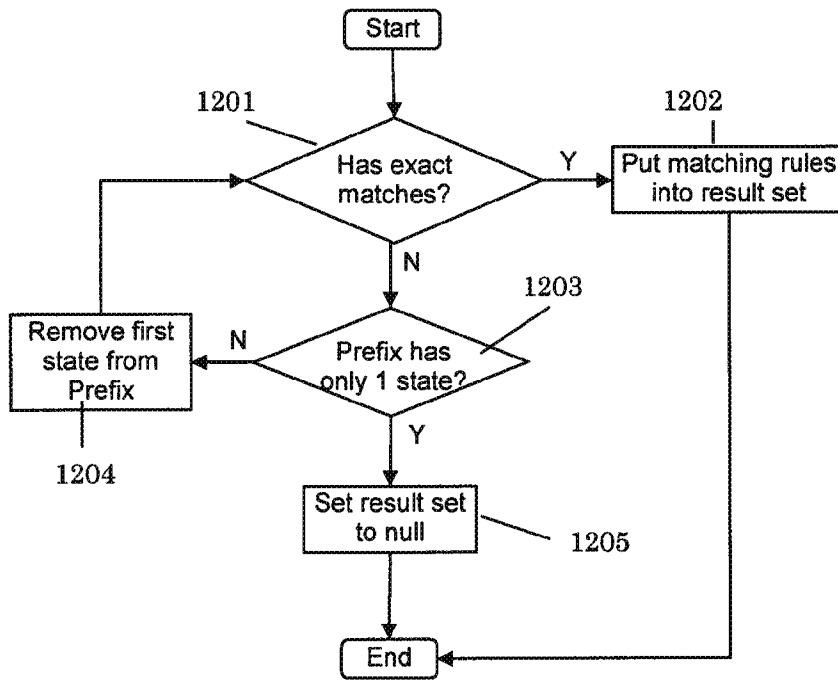 Start
1201
1202
Has exact
matches?
Y
Put matching rules
into result set
N
1203
Remove first
state from
Prefix
N
Prefix has
only 1 state?
Y
1204
Set result set
to null
1205
End